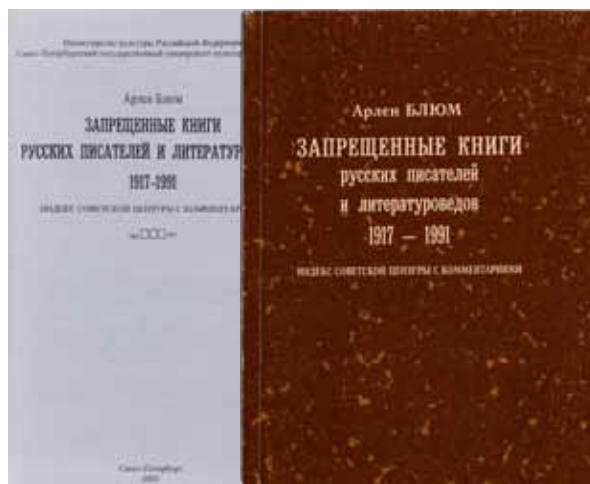 Министерство культуры Российской Федерации
Санкт-Петербургский государственный университет
Арлен Блюм
ЗАПРЕЩЕННЫЕ КНИГИ
РУССКИХ ПИСАТЕЛЕЙ И ЛИТЕРАТУР
1917-1991
ИНДЕКС СОВЕТСКОЙ ЦЕНЗУРЫ С КОММЕНТАР
Санкт-Петербург
2003
Арлен БЛЮМ
ЗАПРЕЩЕННЫЕ КНИГИ
русских писателей
и литературоведов
1917 — 1991
ИНДЕКС СОВЕТСКОЙ ЦЕНЗУРЫ С КОММЕНТАРИЯМИ